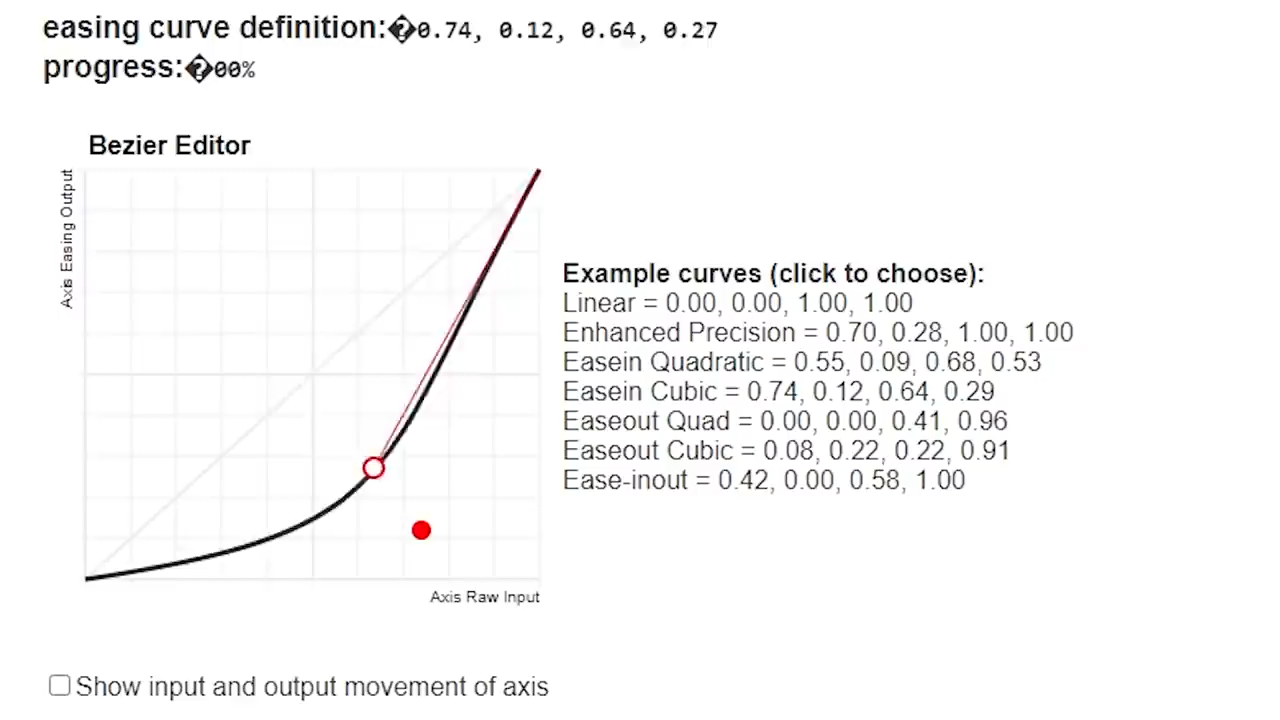 easing curve definition:�0.74, 0.12, 0.64, 0.27
progress:�00%
Bezier Editor
Axis Easing Output
Example curves (click to choose):
Linear = 0.00, 0.00, 1.00, 1.00
Enhanced Precision = 0.70, 0.28, 1.00, 1.00
Easein Quadratic = 0.55, 0.09, 0.68, 0.53
Easein Cubic = 0.74, 0.12, 0.64, 0.29
Easeout Quad = 0.00, 0.00, 0.41, 0.96
Easeout Cubic = 0.08, 0.22, 0.22, 0.91
Ease-inout = 0.42, 0.00, 0.58, 1.00
Axis Raw Input
Show input and output movement of axis